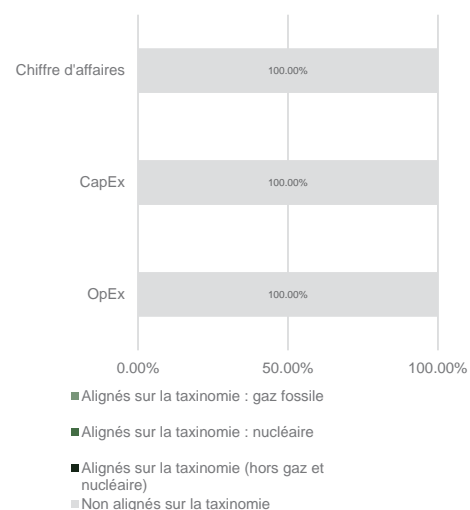 Chiffre d'affaires
100.00%
CapEx
100.00%
OpEx
100.00%
0.00% 50.00% 100.00%
Alignés sur la taxinomie : gaz fossile
Alignés sur la taxinomie : nucléaire
Alignés sur la taxinomie (hors gaz et
nucléaire)
Non alignés sur la taxinomie